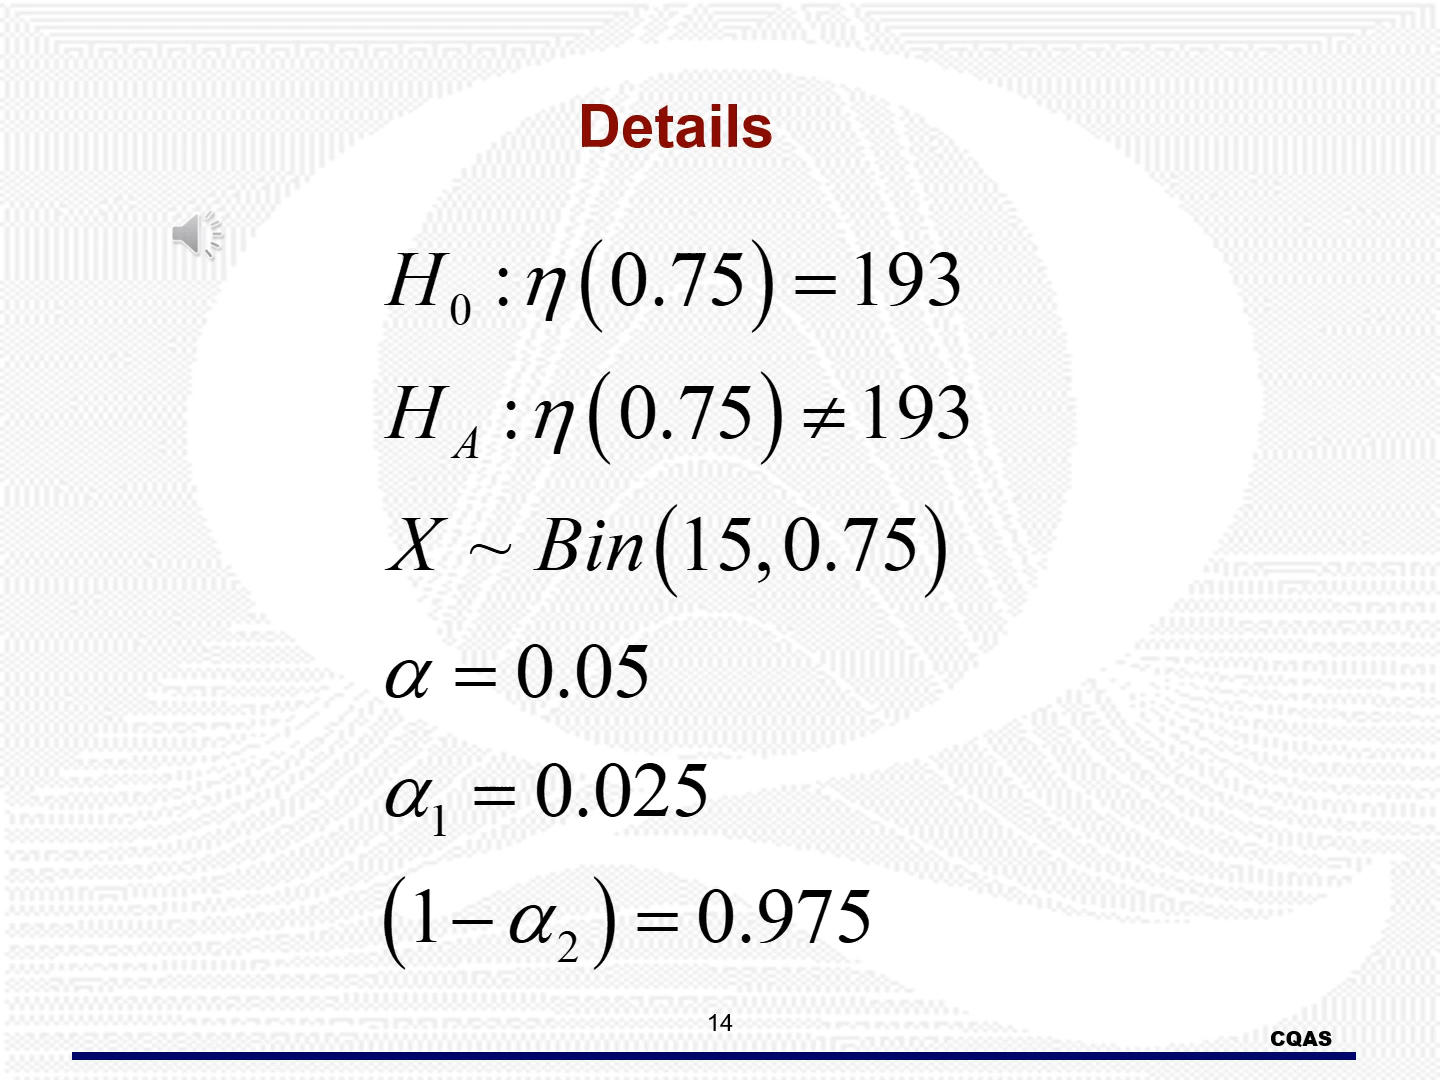 Details
H₀ : η(0.75) = 193
H_A : η(0.75) ≠ 193
X ~ Bin(15, 0.75)
α = 0.05
α₁ = 0.025
(1 − α₂) = 0.975
14
CQAS